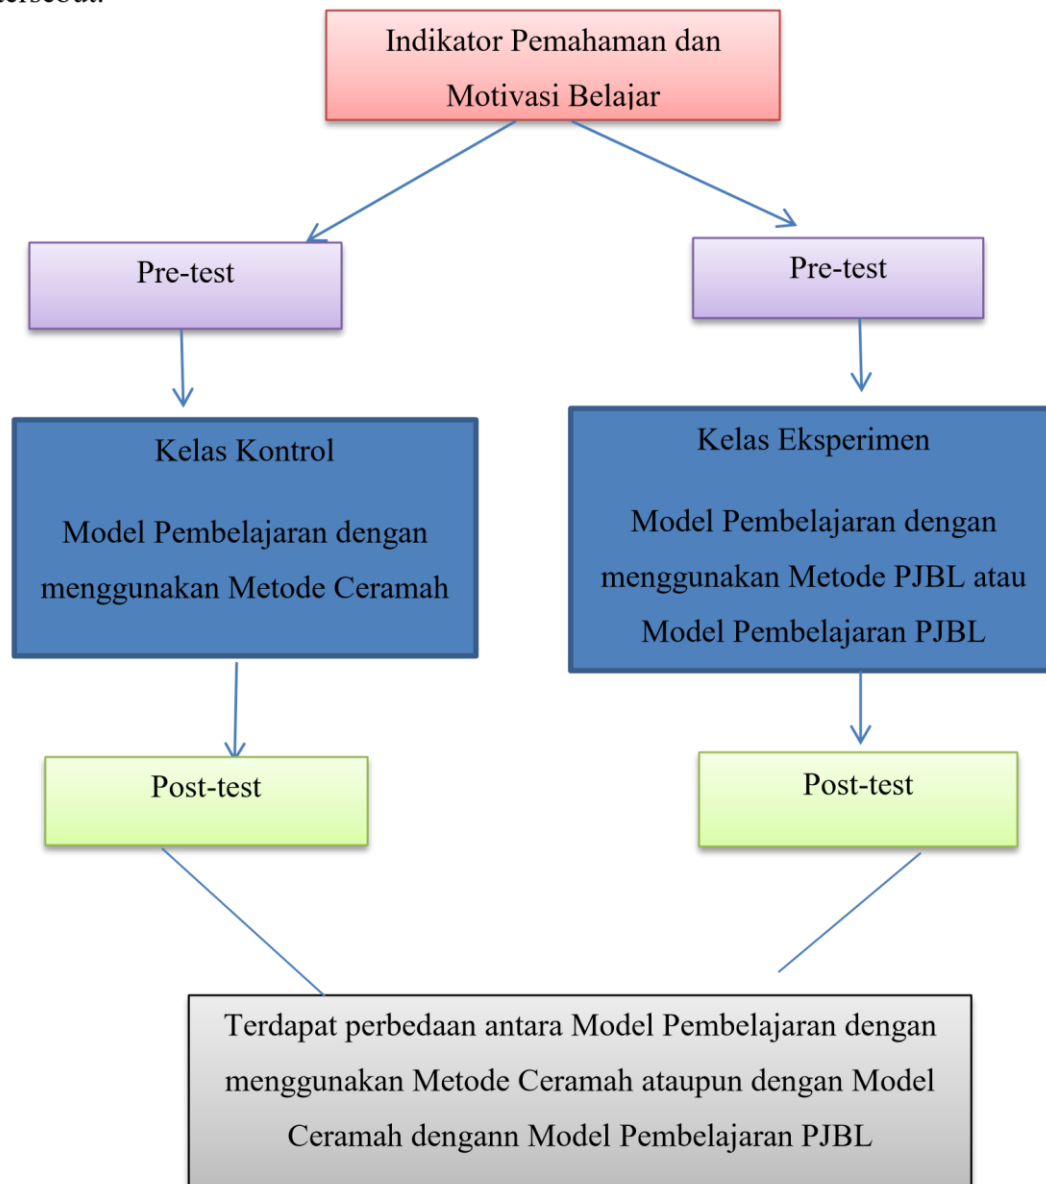 tersebut.
Indikator Pemahaman dan
Motivasi Belajar
Pre-test
Pre-test
Kelas Kontrol
Model Pembelajaran dengan
menggunakan Metode Ceramah
Kelas Eksperimen
Model Pembelajaran dengan
menggunakan Metode PJBL atau
Model Pembelajaran PJBL
Post-test
Post-test
Terdapat perbedaan antara Model Pembelajaran dengan
menggunakan Metode Ceramah ataupun dengan Model
Ceramah dengann Model Pembelajaran PJBL